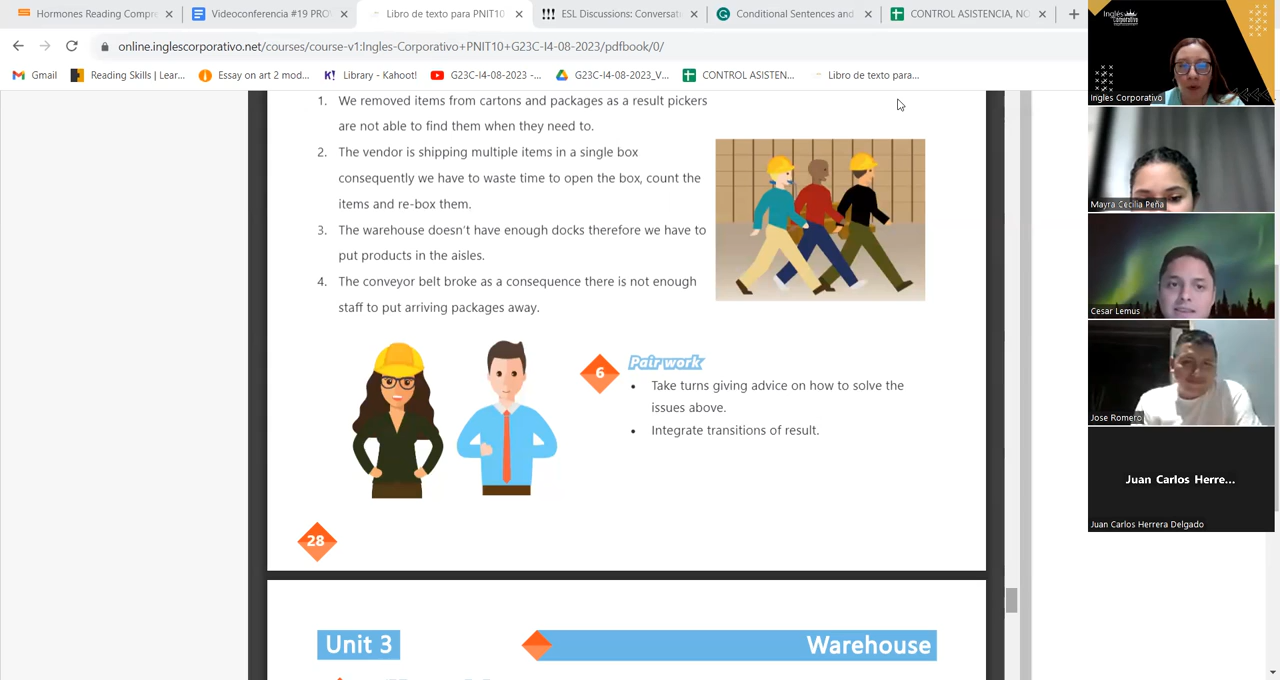 Hormones Reading Compre
Videoconferencia #19 PRO
Libro de texto para PNIT10
ESL Discussions: Conversat
Conditional Sentences and
CONTROL ASISTENCIA, NO
online.inglescorporativo.net/courses/course-v1:Ingles-Corporativo+PNIT10+G23C-I4-08-2023/pdfbook/0/
Gmail
Reading Skills | Lear...
Essay on art 2 mod...
Library - Kahoot!
G23C-I4-08-2023 -...
G23C-I4-08-2023_V...
CONTROL ASISTEN...
Libro de texto para...
1. We removed items from cartons and packages as a result pickers
are not able to find them when they need to.
2. The vendor is shipping multiple items in a single box
consequently we have to waste time to open the box, count the
items and re-box them.
3. The warehouse doesn't have enough docks therefore we have to
put products in the aisles.
4. The conveyor belt broke as a consequence there is not enough
staff to put arriving packages away.
6 Pair work
• Take turns giving advice on how to solve the
issues above.
• Integrate transitions of result.
28
Unit 3
Warehouse
Inglés
Corporativo
Ingles Corporativo
Mayra Cecilia Peña
Cesar Lemus
Jose Romero
Juan Carlos Herre...
Juan Carlos Herrera Delgado